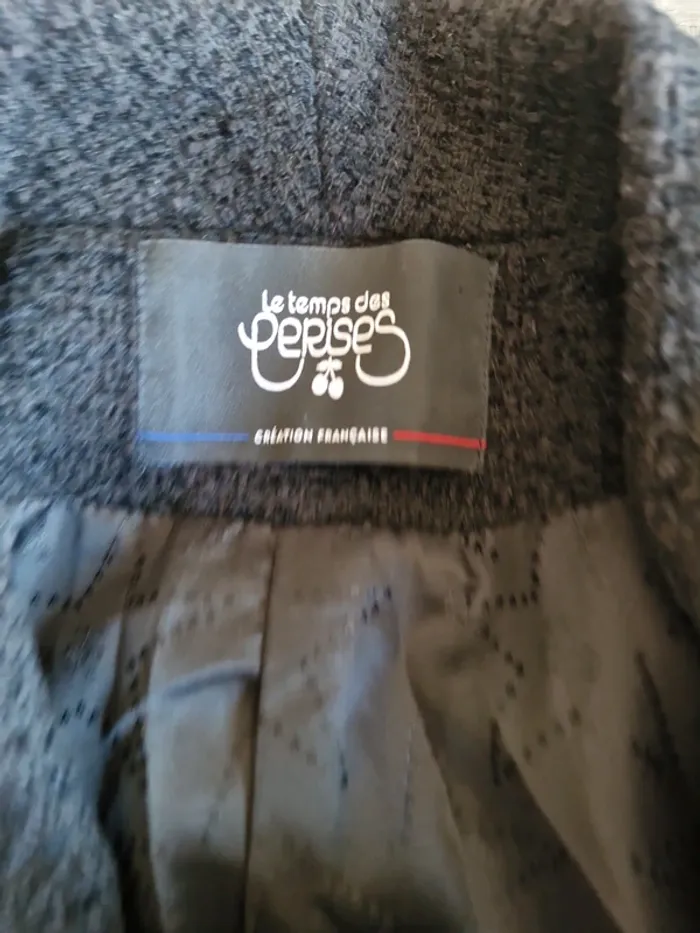 Le temps des
CERISES
CRÉATION FRANÇAISE